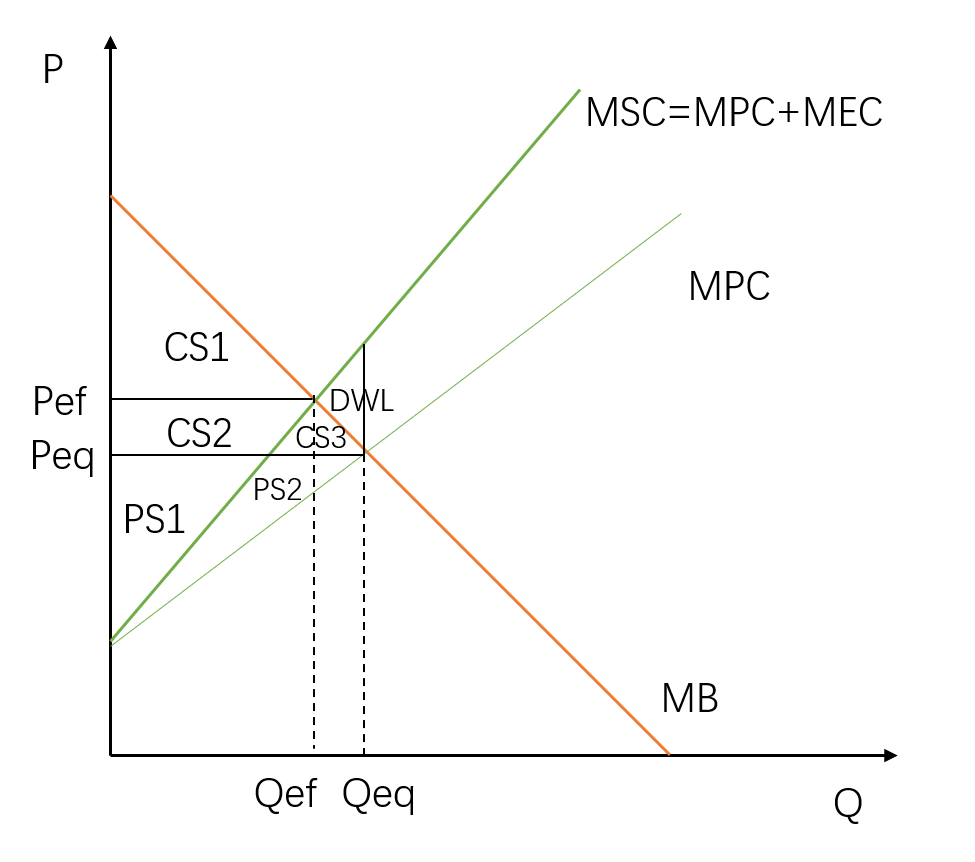 P
MSC=MPC+MEC
MPC
CS1
Pef
DWL
CS2
CS3
Peq
PS2
PS1
MB
Qef
Qeq
Q